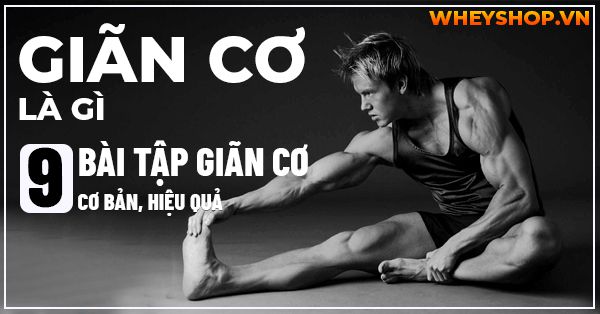 WHEYSHOP.VN
GIÃN CƠ
LÀ GÌ
9 BÀI TẬP GIÃN CƠ
CƠ BẢN, HIỆU QUẢ